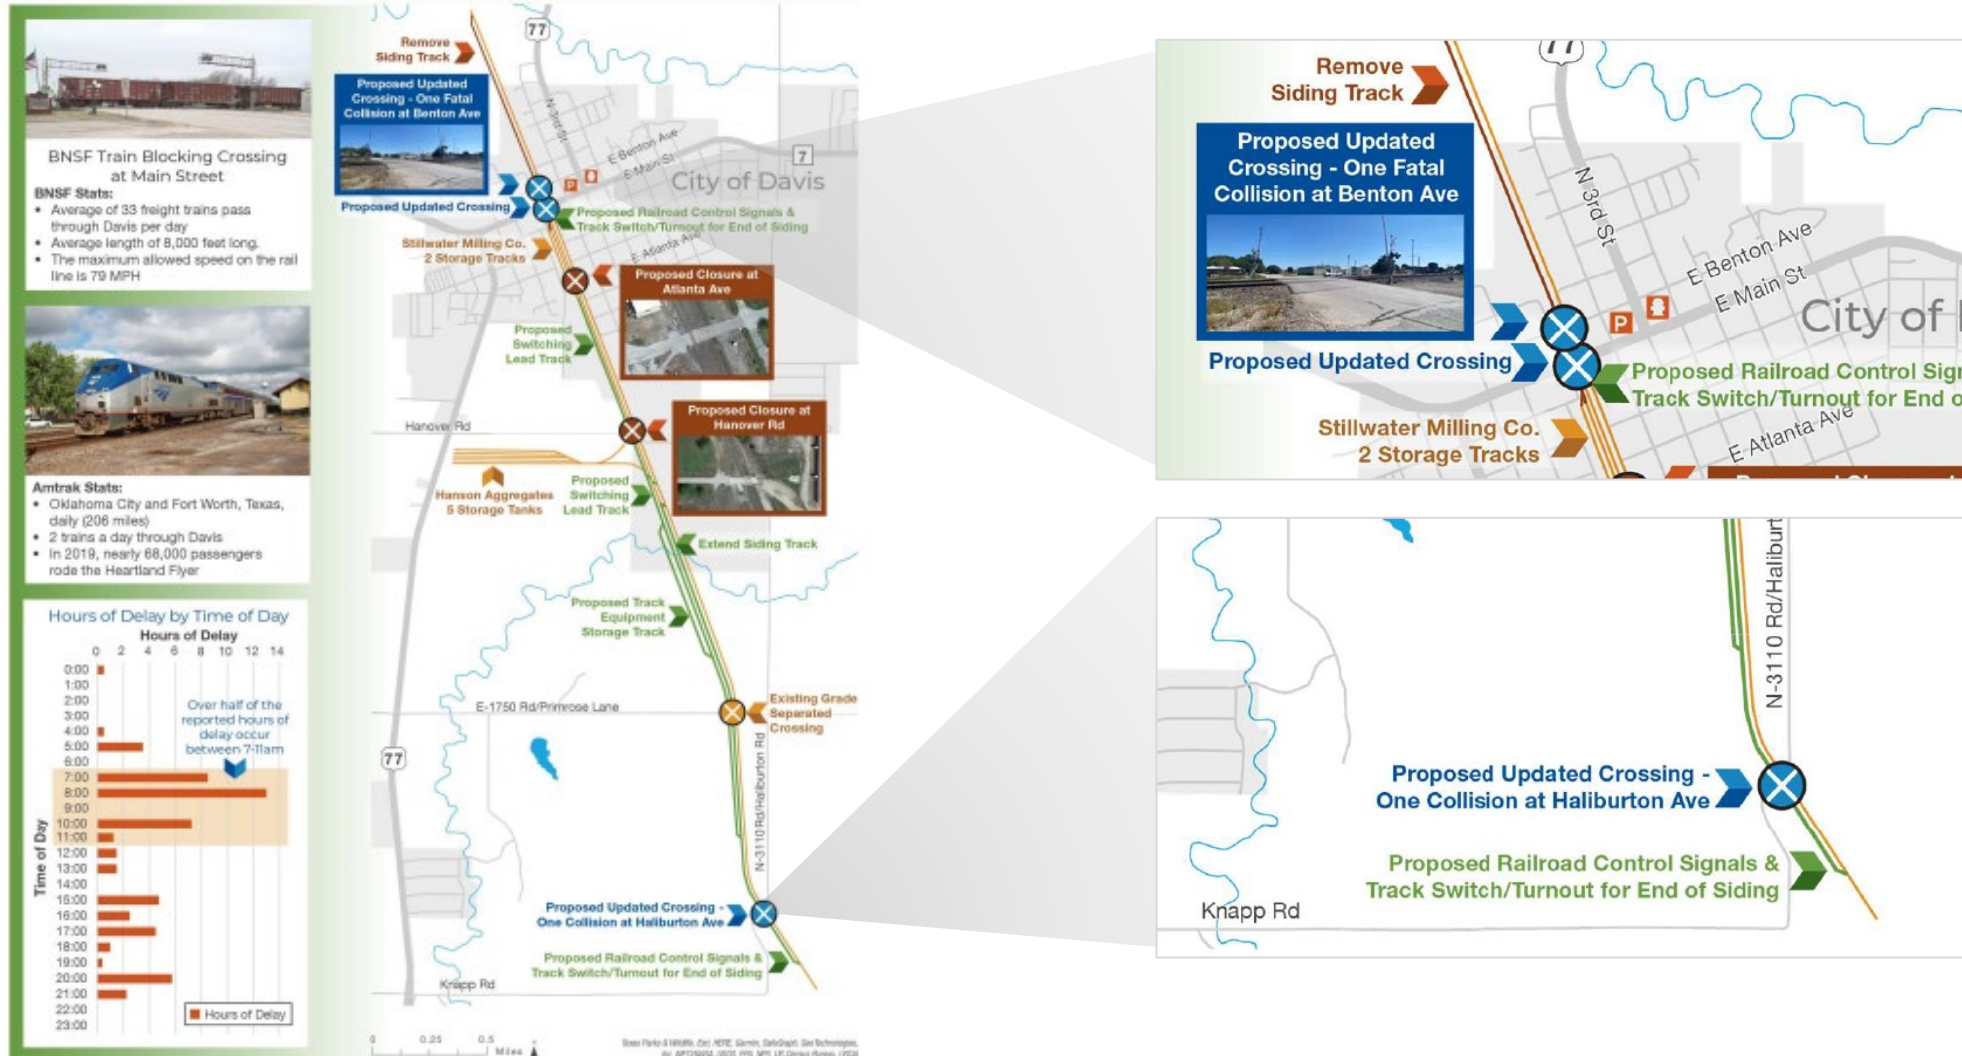 BNSF Train Blocking Crossing
at Main Street
BNSF Stats:
• Average of 33 freight trains pass
through Davis per day
• Average length of 8,000 feet long.
• The maximum allowed speed on the rail
line is 79 MPH
Amtrak Stats:
• Oklahoma City and Fort Worth, Texas,
daily (206 miles)
• 2 trains a day through Davis
• In 2019, nearly 68,000 passengers
rode the Heartland Flyer
Hours of Delay by Time of Day
Hours of Delay
0 2 4 6 8 10 12 14
0:00
1:00
2:00
3:00
4:00
5:00
6:00
7:00
8:00
9:00
10:00
11:00
12:00
13:00
14:00
15:00
16:00
17:00
18:00
19:00
20:00
21:00
22:00
23:00
Time of Day
Over half of the
reported hours of
delay occur
between 7-11am
Hours of Delay
77
Remove
Siding Track
Proposed Updated
Crossing - One Fatal
Collision at Benton Ave
N 3rd St
E Benton Ave
E Main St
7
City of Davis
P
Proposed Updated Crossing
Proposed Railroad Control Signals &
Track Switch/Turnout for End of Siding
Stillwater Milling Co.
2 Storage Tracks
E Atlanta Ave
Proposed Closure at
Atlanta Ave
Proposed
Switching
Lead Track
Proposed Closure at
Hanover Rd
Hanover Rd
Hanson Aggregates
5 Storage Tanks
Proposed
Switching
Lead Track
Extend Siding Track
Proposed Track
Equipment
Storage Track
E-1750 Rd/Primrose Lane
Existing Grade
Separated
Crossing
77
N-3110 Rd/Haliburton Rd
Proposed Updated Crossing -
One Collision at Haliburton Ave
Proposed Railroad Control Signals &
Track Switch/Turnout for End of Siding
Knapp Rd
0 0.25 0.5
Miles
77
Remove
Siding Track
Proposed Updated
Crossing - One Fatal
Collision at Benton Ave
N 3rd St
E Benton Ave
E Main St
City of
P
Proposed Updated Crossing
Proposed Railroad Control Sign
Track Switch/Turnout for End o
Stillwater Milling Co.
2 Storage Tracks
E Atlanta Ave
N-3110 Rd/Haliburt
Proposed Updated Crossing -
One Collision at Haliburton Ave
Proposed Railroad Control Signals &
Track Switch/Turnout for End of Siding
Knapp Rd